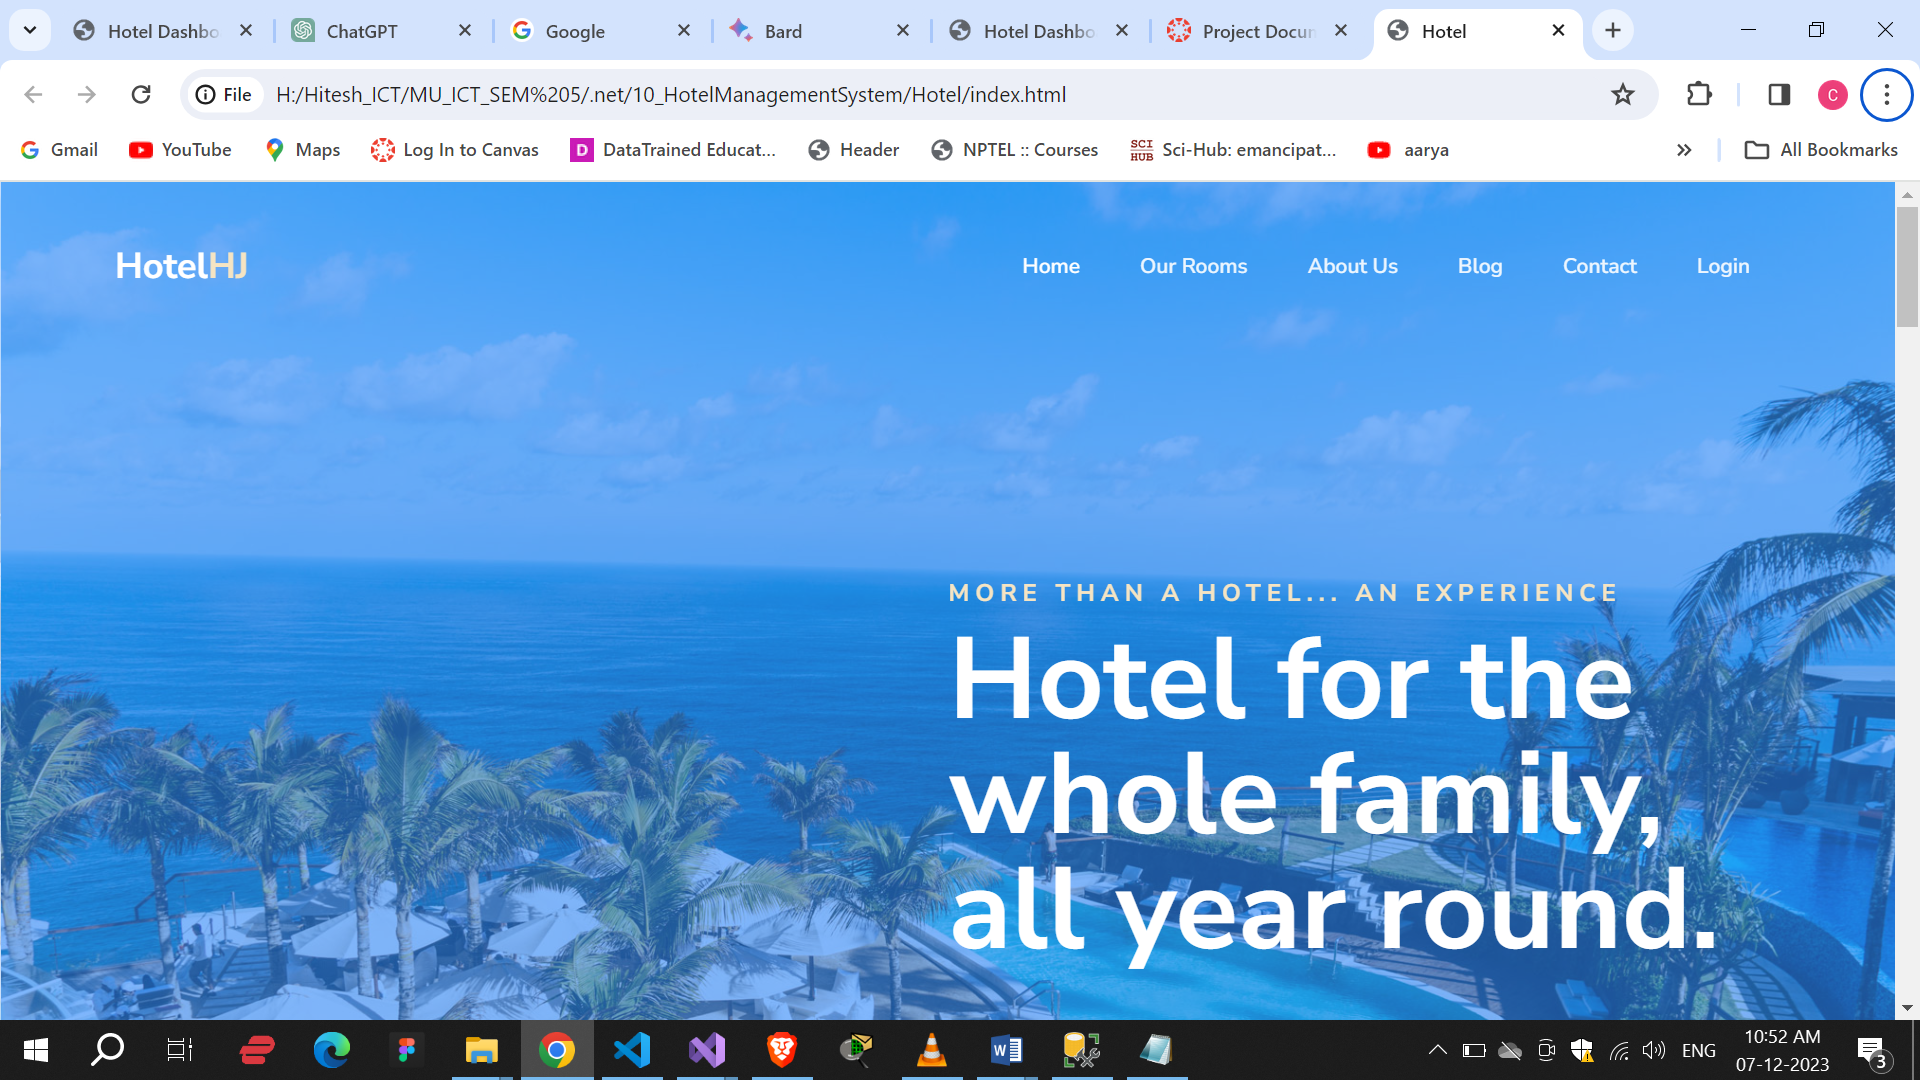 Hotel Dashbo
ChatGPT
Google
Bard
Hotel Dashbo
Project Docum
Hotel
File
H:/Hitesh_ICT/MU_ICT_SEM%205/.net/10_HotelManagementSystem/Hotel/index.html
C
Gmail
YouTube
Maps
Log In to Canvas
D
DataTrained Educat...
Header
NPTEL :: Courses
SCI HUB
Sci-Hub: emancipat...
aarya
All Bookmarks
HotelHJ
Home
Our Rooms
About Us
Blog
Contact
Login
MORE THAN A HOTEL... AN EXPERIENCE
Hotel for the
whole family,
all year round.
W
ENG
10:52 AM
07-12-2023
3